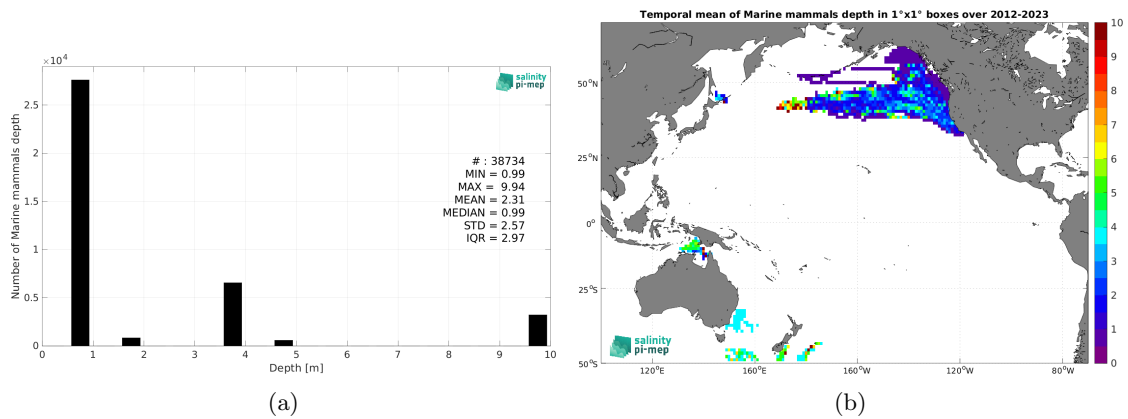 ×10⁴
2.5
2
1.5
1
0.5
0
Number of Marine mammals depth
salinity
pi-mep
# : 38734
MIN = 0.99
MAX = 9.94
MEAN = 2.31
MEDIAN = 0.99
STD = 2.57
IQR = 2.97
0 1 2 3 4 5 6 7 8 9 10
Depth [m]
(a)
Temporal mean of Marine mammals depth in 1°x1° boxes over 2012-2023
50°N
25°N
0°
25°S
50°S
120°E 160°E 160°W 120°W 80°W
salinity
pi-mep
10
9
8
7
6
5
4
3
2
1
0
(b)